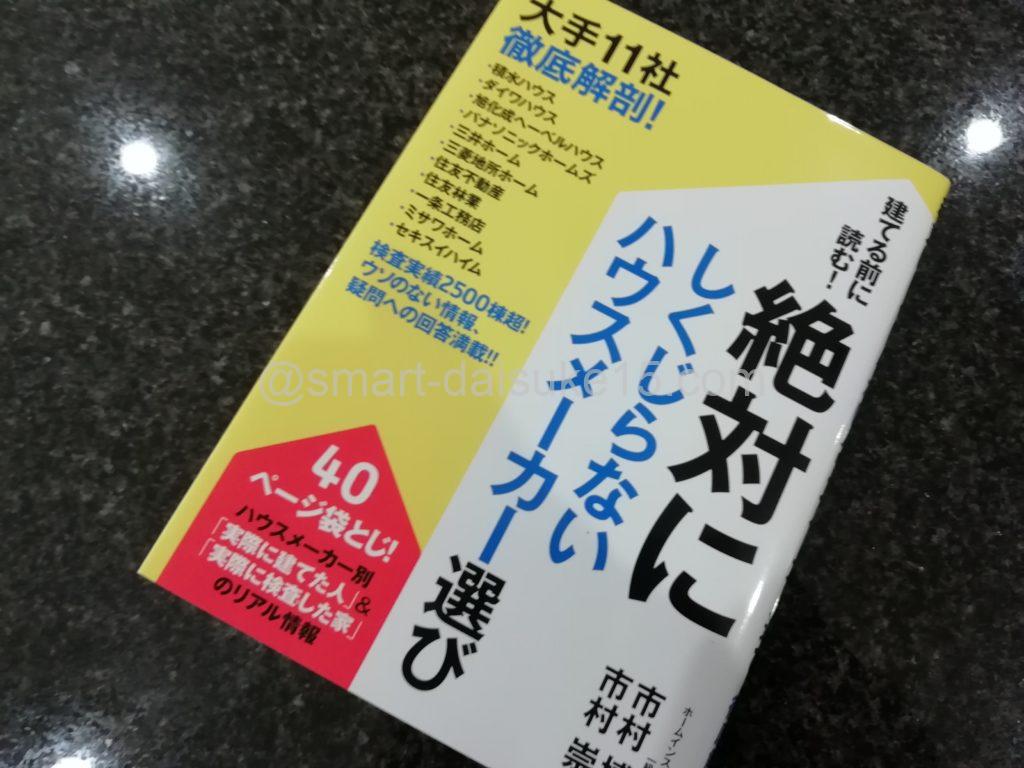 大手11社
徹底解剖!
・積水ハウス
・ダイワハウス
・旭化成ヘーベルハウス
・パナソニックホームズ
・三井ホーム
・三菱地所ホーム
・住友不動産
・住友林業
・一条工務店
・ミサワホーム
・セキスイハイム
検査実績2500棟超!
ウソのない情報、
疑問への回答満載!!
建てる前に
読む!
絶対に
しくじらない
ハウスメーカー選び
40
ページ袋とじ!
ハウスメーカー別
「実際に建てた人」&
「実際に検査した家」
のリアル情報
ホームインス
市村
市村 崇
@smart-daisuke15.com